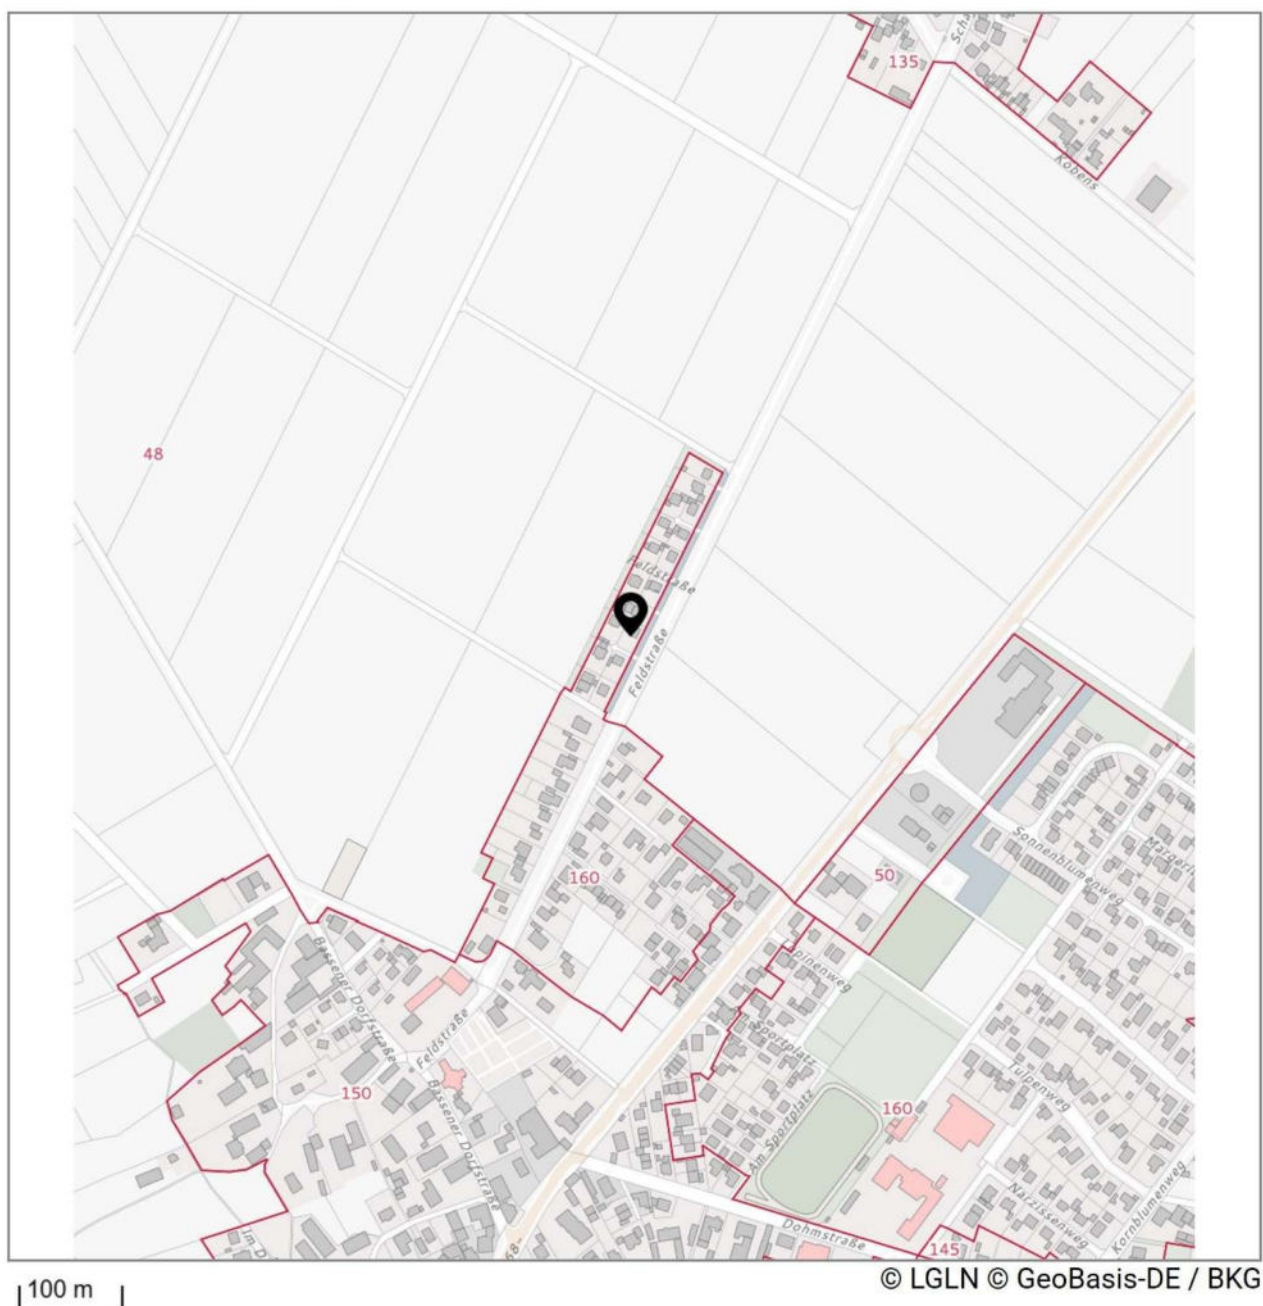 135
Kobens
48
Feldstraße
Feldstraße
Sonnenblumenweg
160
50
Bassener Dorfstraße
pinenweg
Feldstraße
Sportplatz
Tulpenweg
150
160
Bassener Dorfstraße
Am Sportplatz
Narzissenweg
Kornblumenweg
Dohmstraße
145
100 m
© LGLN © GeoBasis-DE / BKG